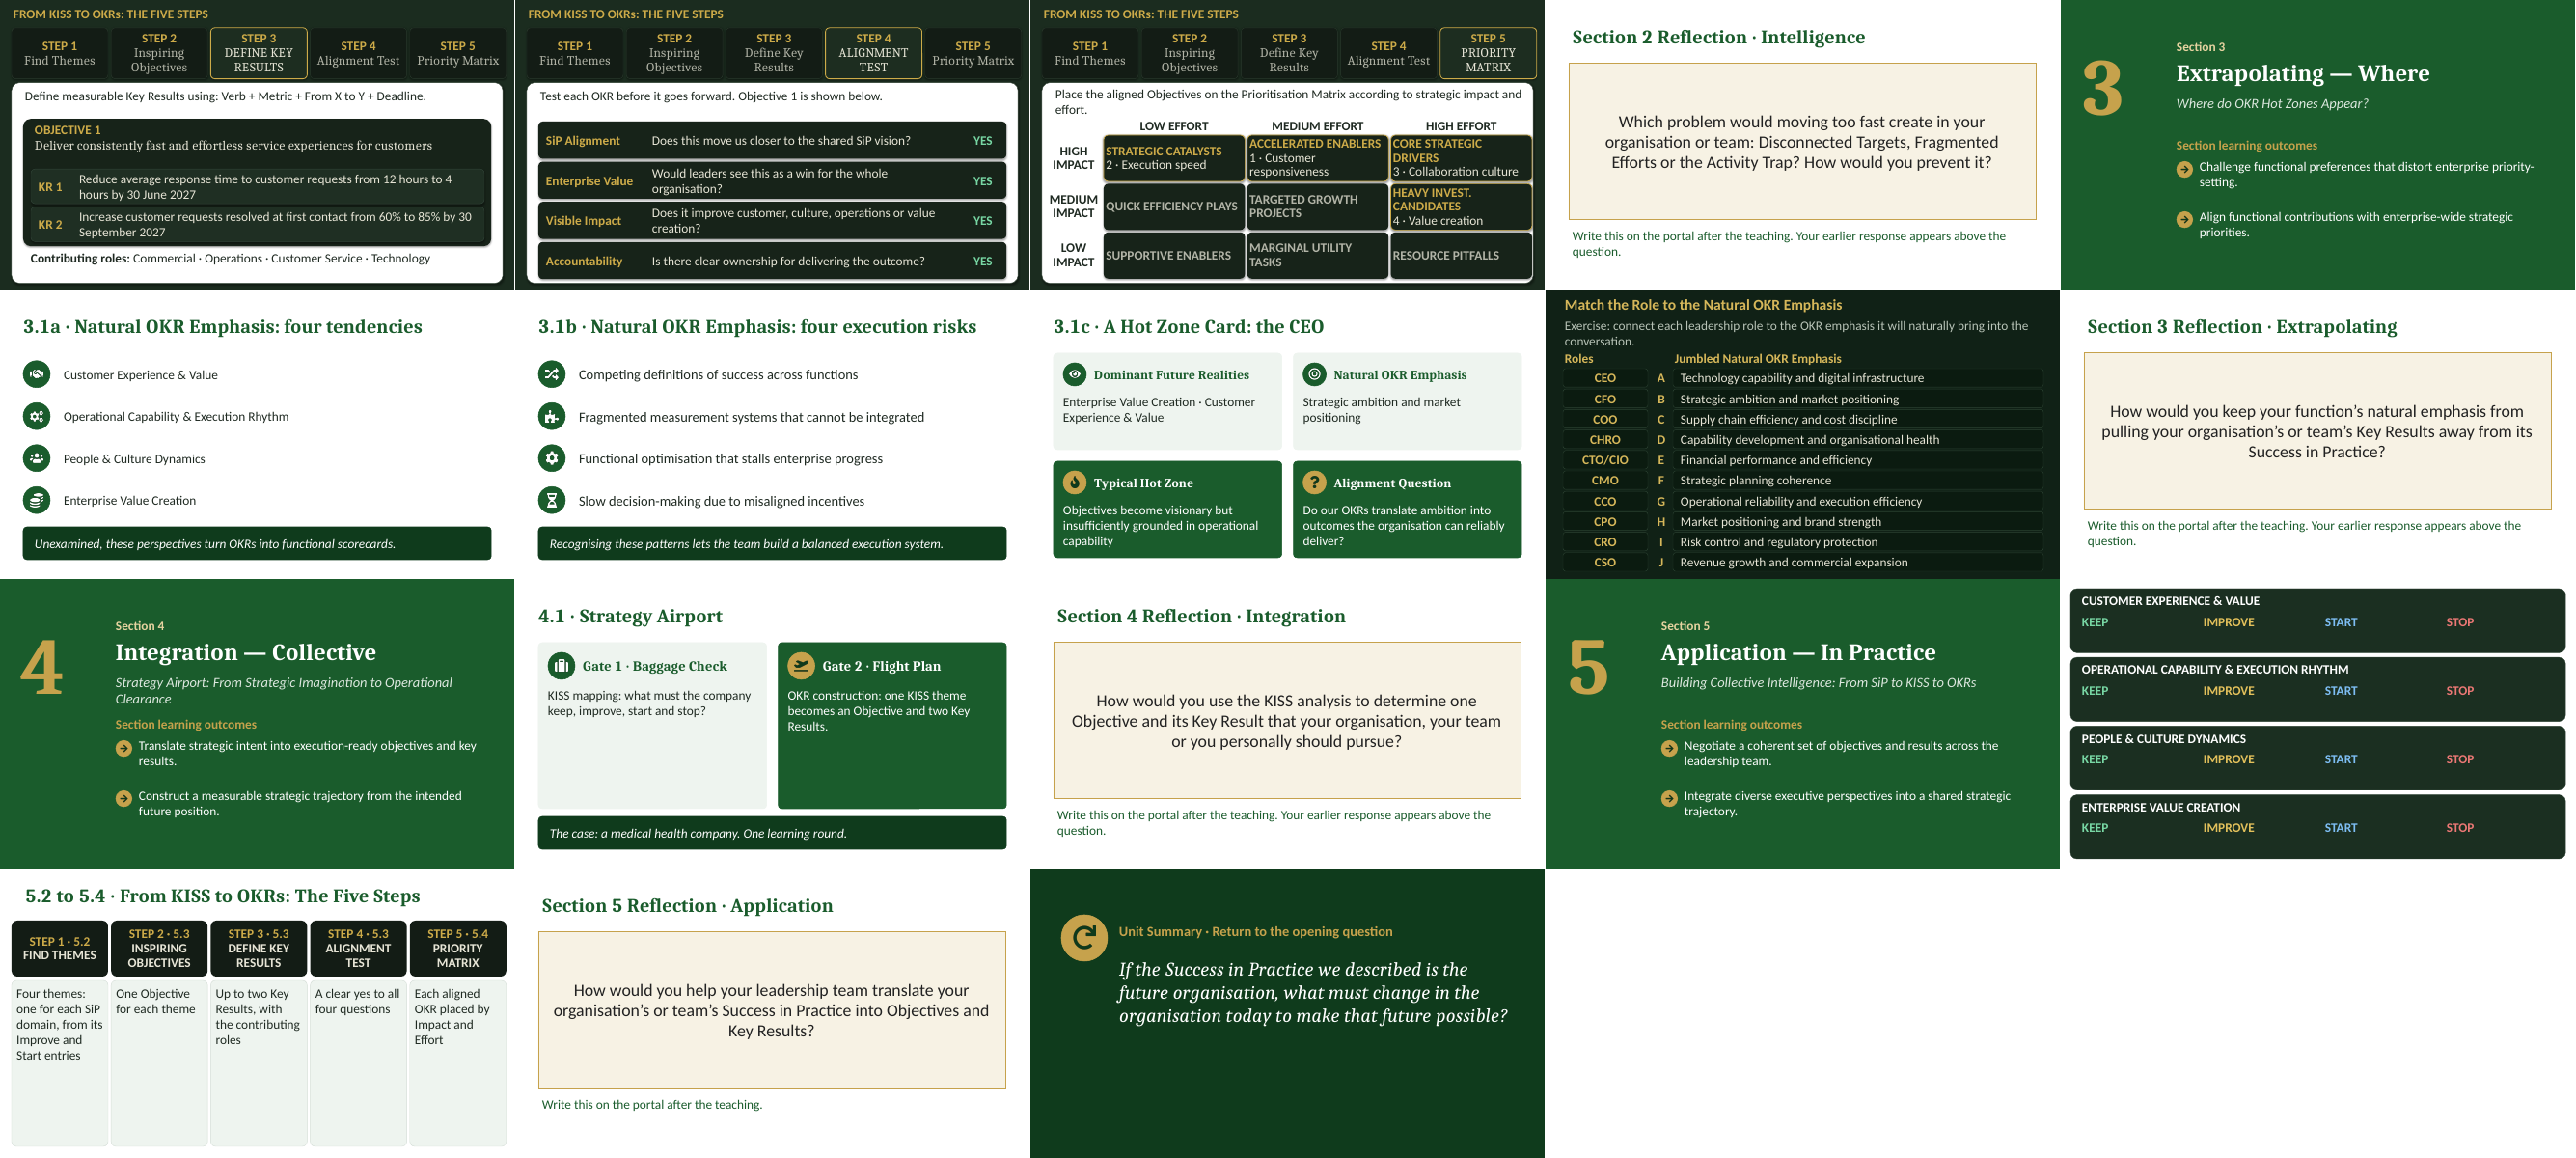 FROM KISS TO OKRs: THE FIVE STEPS
STEP 1
Find Themes
STEP 2
Inspiring
Objectives
STEP 3
DEFINE KEY
RESULTS
STEP 4
Alignment Test
STEP 5
Priority Matrix
Define measurable Key Results using: Verb + Metric + From X to Y + Deadline.
OBJECTIVE 1
Deliver consistently fast and effortless service experiences for customers
KR 1
Reduce average response time to customer requests from 12 hours to 4
hours by 30 June 2027
KR 2
Increase customer requests resolved at first contact from 60% to 85% by 30
September 2027
Contributing roles: Commercial · Operations · Customer Service · Technology
FROM KISS TO OKRs: THE FIVE STEPS
STEP 1
Find Themes
STEP 2
Inspiring
Objectives
STEP 3
Define Key
Results
STEP 4
ALIGNMENT
TEST
STEP 5
Priority Matrix
Test each OKR before it goes forward. Objective 1 is shown below.
SiP Alignment Does this move us closer to the shared SiP vision? YES
Enterprise Value Would leaders see this as a win for the whole
organisation? YES
Visible Impact Does it improve customer, culture, operations or value
creation? YES
Accountability Is there clear ownership for delivering the outcome? YES
FROM KISS TO OKRs: THE FIVE STEPS
STEP 1
Find Themes
STEP 2
Inspiring
Objectives
STEP 3
Define Key
Results
STEP 4
Alignment Test
STEP 5
PRIORITY
MATRIX
Place the aligned Objectives on the Prioritisation Matrix according to strategic impact and
effort.
LOW EFFORT MEDIUM EFFORT HIGH EFFORT
HIGH
IMPACT
STRATEGIC CATALYSTS
2 · Execution speed
ACCELERATED ENABLERS
1 · Customer
responsiveness
CORE STRATEGIC
DRIVERS
3 · Collaboration culture
MEDIUM
IMPACT
QUICK EFFICIENCY PLAYS
TARGETED GROWTH
PROJECTS
HEAVY INVEST.
CANDIDATES
4 · Value creation
LOW
IMPACT
SUPPORTIVE ENABLERS
MARGINAL UTILITY
TASKS
RESOURCE PITFALLS
Section 2 Reflection · Intelligence
Which problem would moving too fast create in your
organisation or team: Disconnected Targets, Fragmented
Efforts or the Activity Trap? How would you prevent it?
Write this on the portal after the teaching. Your earlier response appears above the
question.
3
Section 3
Extrapolating — Where
Where do OKR Hot Zones Appear?
Section learning outcomes
Challenge functional preferences that distort enterprise priority-
setting.
Align functional contributions with enterprise-wide strategic
priorities.
3.1a · Natural OKR Emphasis: four tendencies
Customer Experience & Value
Operational Capability & Execution Rhythm
People & Culture Dynamics
Enterprise Value Creation
Unexamined, these perspectives turn OKRs into functional scorecards.
3.1b · Natural OKR Emphasis: four execution risks
Competing definitions of success across functions
Fragmented measurement systems that cannot be integrated
Functional optimisation that stalls enterprise progress
Slow decision-making due to misaligned incentives
Recognising these patterns lets the team build a balanced execution system.
3.1c · A Hot Zone Card: the CEO
Dominant Future Realities
Enterprise Value Creation · Customer
Experience & Value
Natural OKR Emphasis
Strategic ambition and market
positioning
Typical Hot Zone
Objectives become visionary but
insufficiently grounded in operational
capability
Alignment Question
Do our OKRs translate ambition into
outcomes the organisation can reliably
deliver?
Match the Role to the Natural OKR Emphasis
Exercise: connect each leadership role to the OKR emphasis it will naturally bring into the
conversation.
Roles Jumbled Natural OKR Emphasis
CEO A Technology capability and digital infrastructure
CFO B Strategic ambition and market positioning
COO C Supply chain efficiency and cost discipline
CHRO D Capability development and organisational health
CTO/CIO E Financial performance and efficiency
CMO F Strategic planning coherence
CCO G Operational reliability and execution efficiency
CPO H Market positioning and brand strength
CRO I Risk control and regulatory protection
CSO J Revenue growth and commercial expansion
Section 3 Reflection · Extrapolating
How would you keep your function’s natural emphasis from
pulling your organisation’s or team’s Key Results away from its
Success in Practice?
Write this on the portal after the teaching. Your earlier response appears above the
question.
4
Section 4
Integration — Collective
Strategy Airport: From Strategic Imagination to Operational
Clearance
Section learning outcomes
Translate strategic intent into execution-ready objectives and key
results.
Construct a measurable strategic trajectory from the intended
future position.
4.1 · Strategy Airport
Gate 1 · Baggage Check
KISS mapping: what must the company
keep, improve, start and stop?
Gate 2 · Flight Plan
OKR construction: one KISS theme
becomes an Objective and two Key
Results.
The case: a medical health company. One learning round.
Section 4 Reflection · Integration
How would you use the KISS analysis to determine one
Objective and its Key Result that your organisation, your team
or you personally should pursue?
Write this on the portal after the teaching. Your earlier response appears above the
question.
5
Section 5
Application — In Practice
Building Collective Intelligence: From SiP to KISS to OKRs
Section learning outcomes
Negotiate a coherent set of objectives and results across the
leadership team.
Integrate diverse executive perspectives into a shared strategic
trajectory.
CUSTOMER EXPERIENCE & VALUE
KEEP IMPROVE START STOP
OPERATIONAL CAPABILITY & EXECUTION RHYTHM
KEEP IMPROVE START STOP
PEOPLE & CULTURE DYNAMICS
KEEP IMPROVE START STOP
ENTERPRISE VALUE CREATION
KEEP IMPROVE START STOP
5.2 to 5.4 · From KISS to OKRs: The Five Steps
STEP 1 · 5.2
FIND THEMES
Four themes:
one for each SiP
domain, from its
Improve and
Start entries
STEP 2 · 5.3
INSPIRING
OBJECTIVES
One Objective
for each theme
STEP 3 · 5.3
DEFINE KEY
RESULTS
Up to two Key
Results, with
the contributing
roles
STEP 4 · 5.3
ALIGNMENT
TEST
A clear yes to all
four questions
STEP 5 · 5.4
PRIORITY
MATRIX
Each aligned
OKR placed by
Impact and
Effort
Section 5 Reflection · Application
How would you help your leadership team translate your
organisation’s or team’s Success in Practice into Objectives and
Key Results?
Write this on the portal after the teaching.
Unit Summary · Return to the opening question
If the Success in Practice we described is the
future organisation, what must change in the
organisation today to make that future possible?